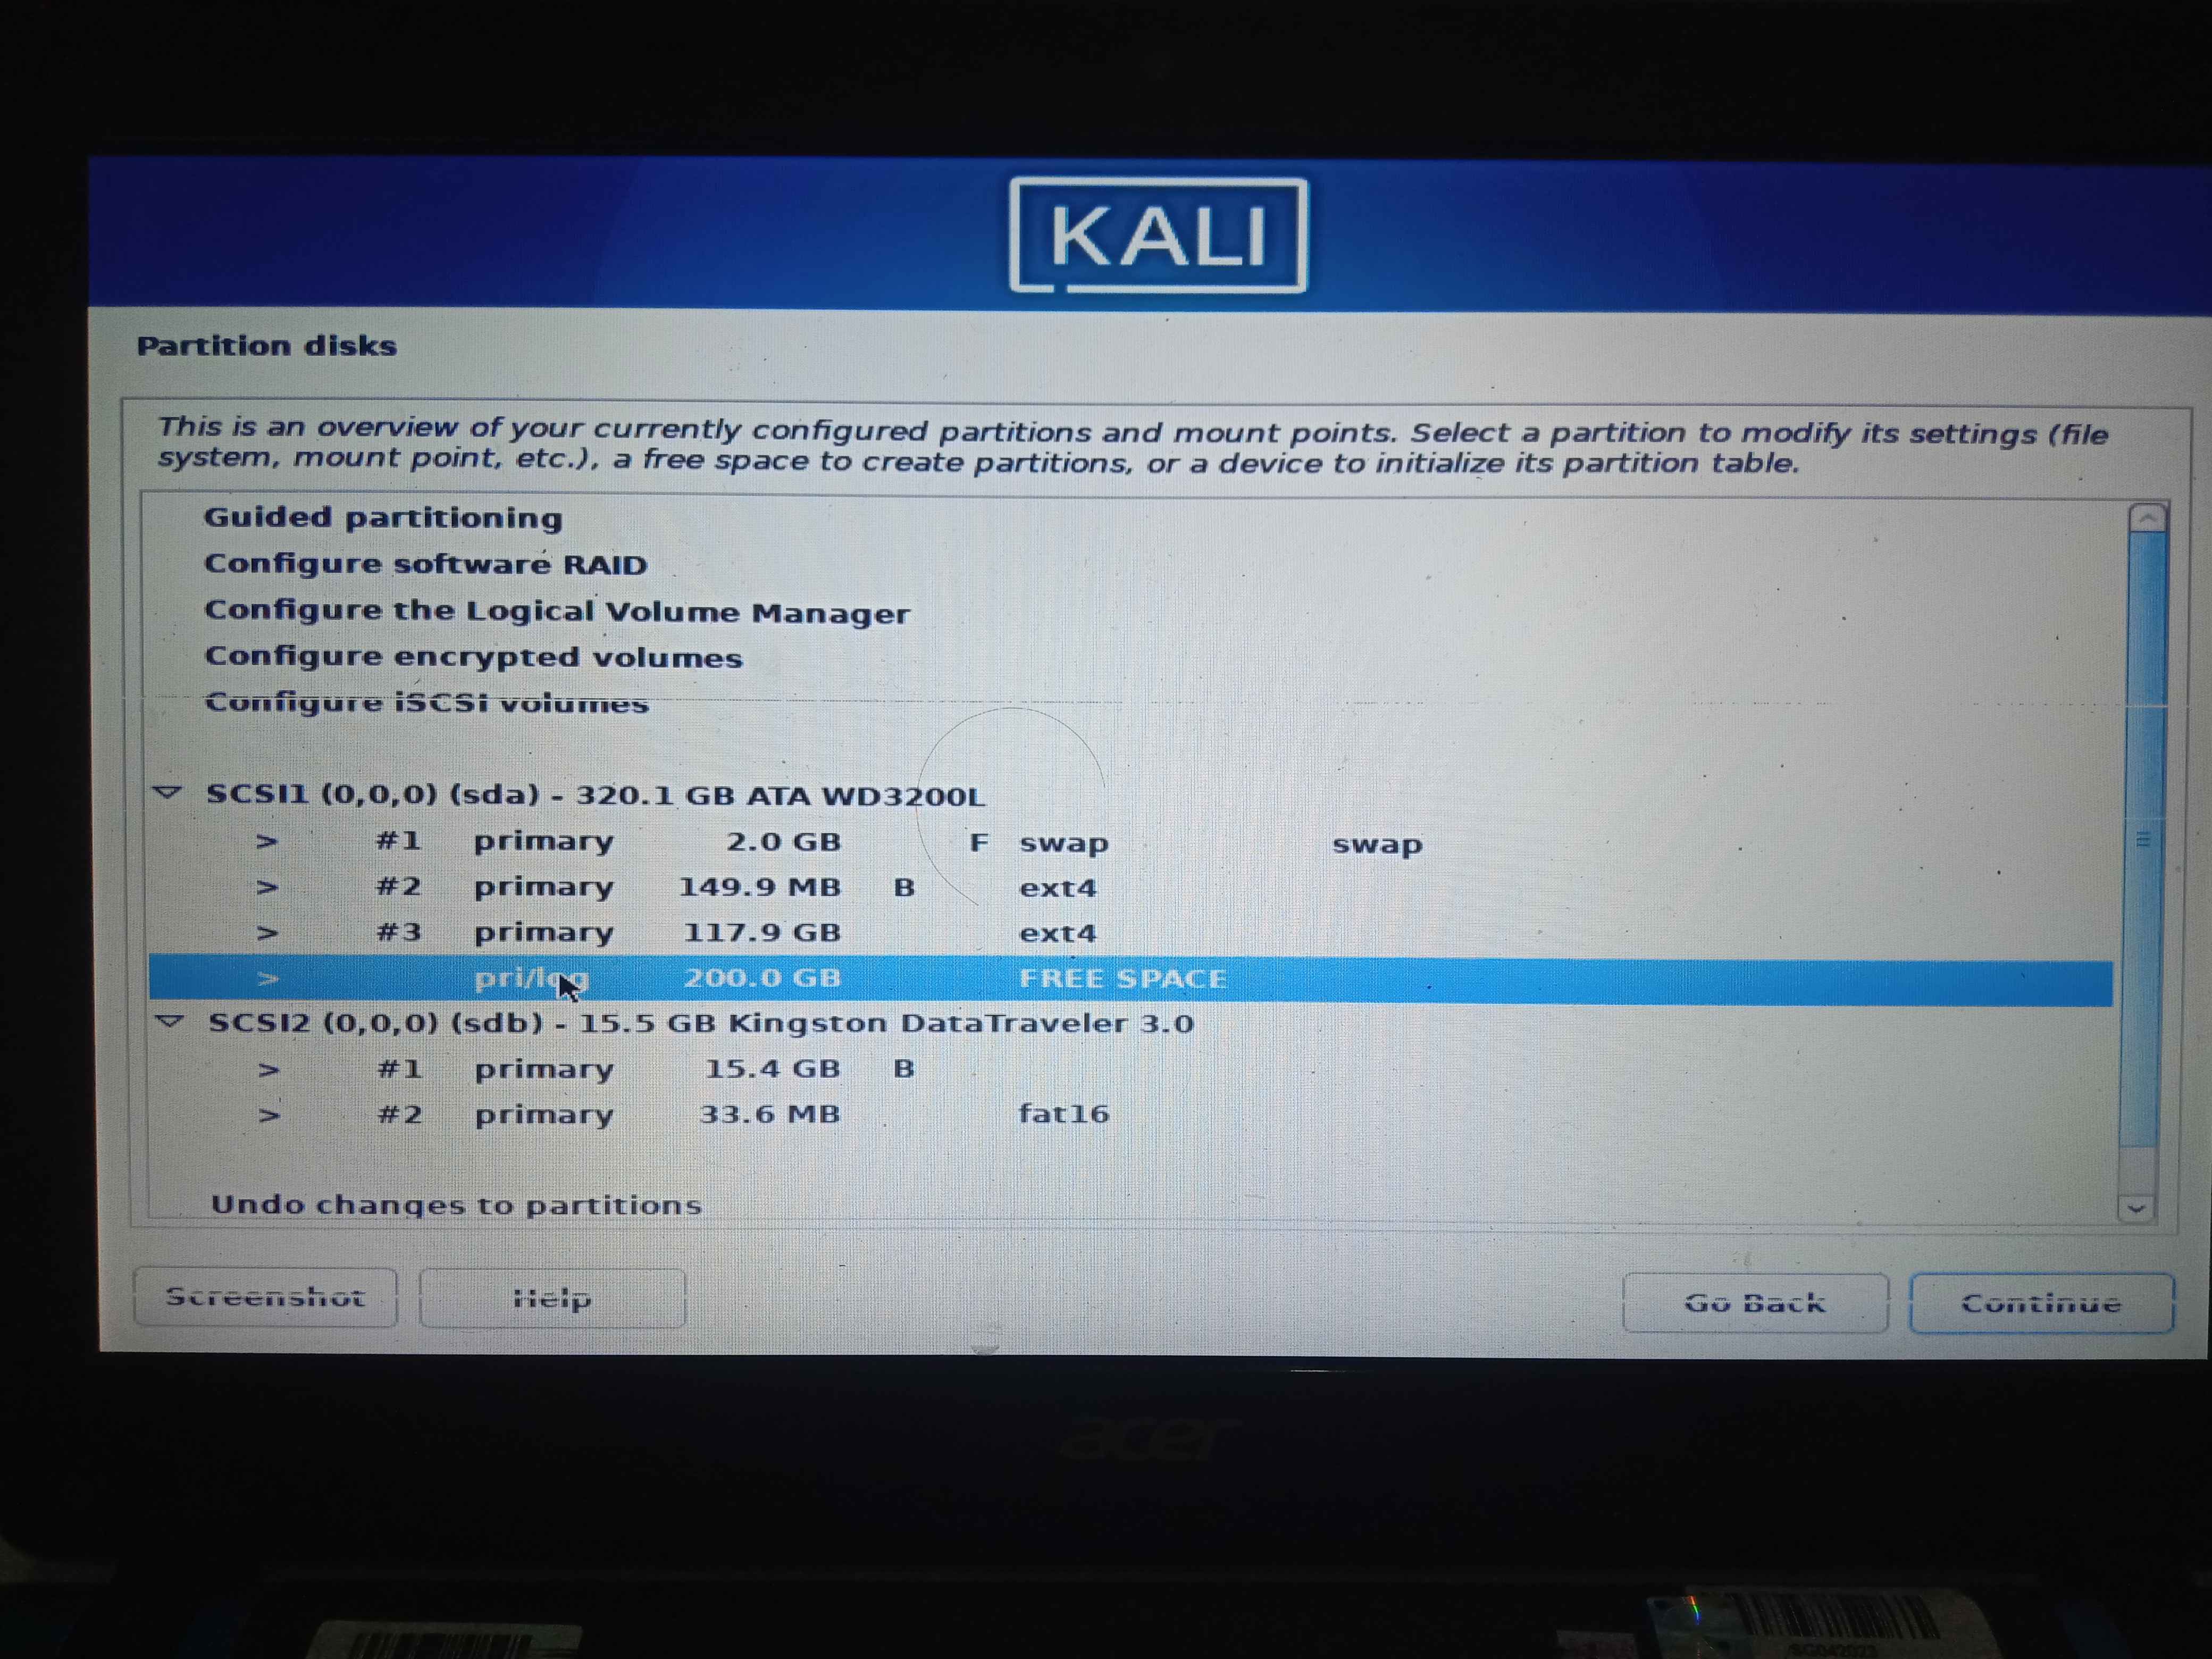 KALI
Partition disks
This is an overview of your currently configured partitions and mount points. Select a partition to modify its settings (file
system, mount point, etc.), a free space to create partitions, or a device to initialize its partition table.
Guided partitioning
Configure software RAID
Configure the Logical Volume Manager
Configure encrypted volumes
Configure iSCSI volumes
SCSI1 (0,0,0) (sda) - 320.1 GB ATA WD3200L
> #1 primary 2.0 GB F swap swap
> #2 primary 149.9 MB B ext4
> #3 primary 117.9 GB ext4
> pri/log 200.0 GB FREE SPACE
SCSI2 (0,0,0) (sdb) - 15.5 GB Kingston DataTraveler 3.0
> #1 primary 15.4 GB B
> #2 primary 33.6 MB fat16
Undo changes to partitions
Screenshot Help Go Back Continue
acer